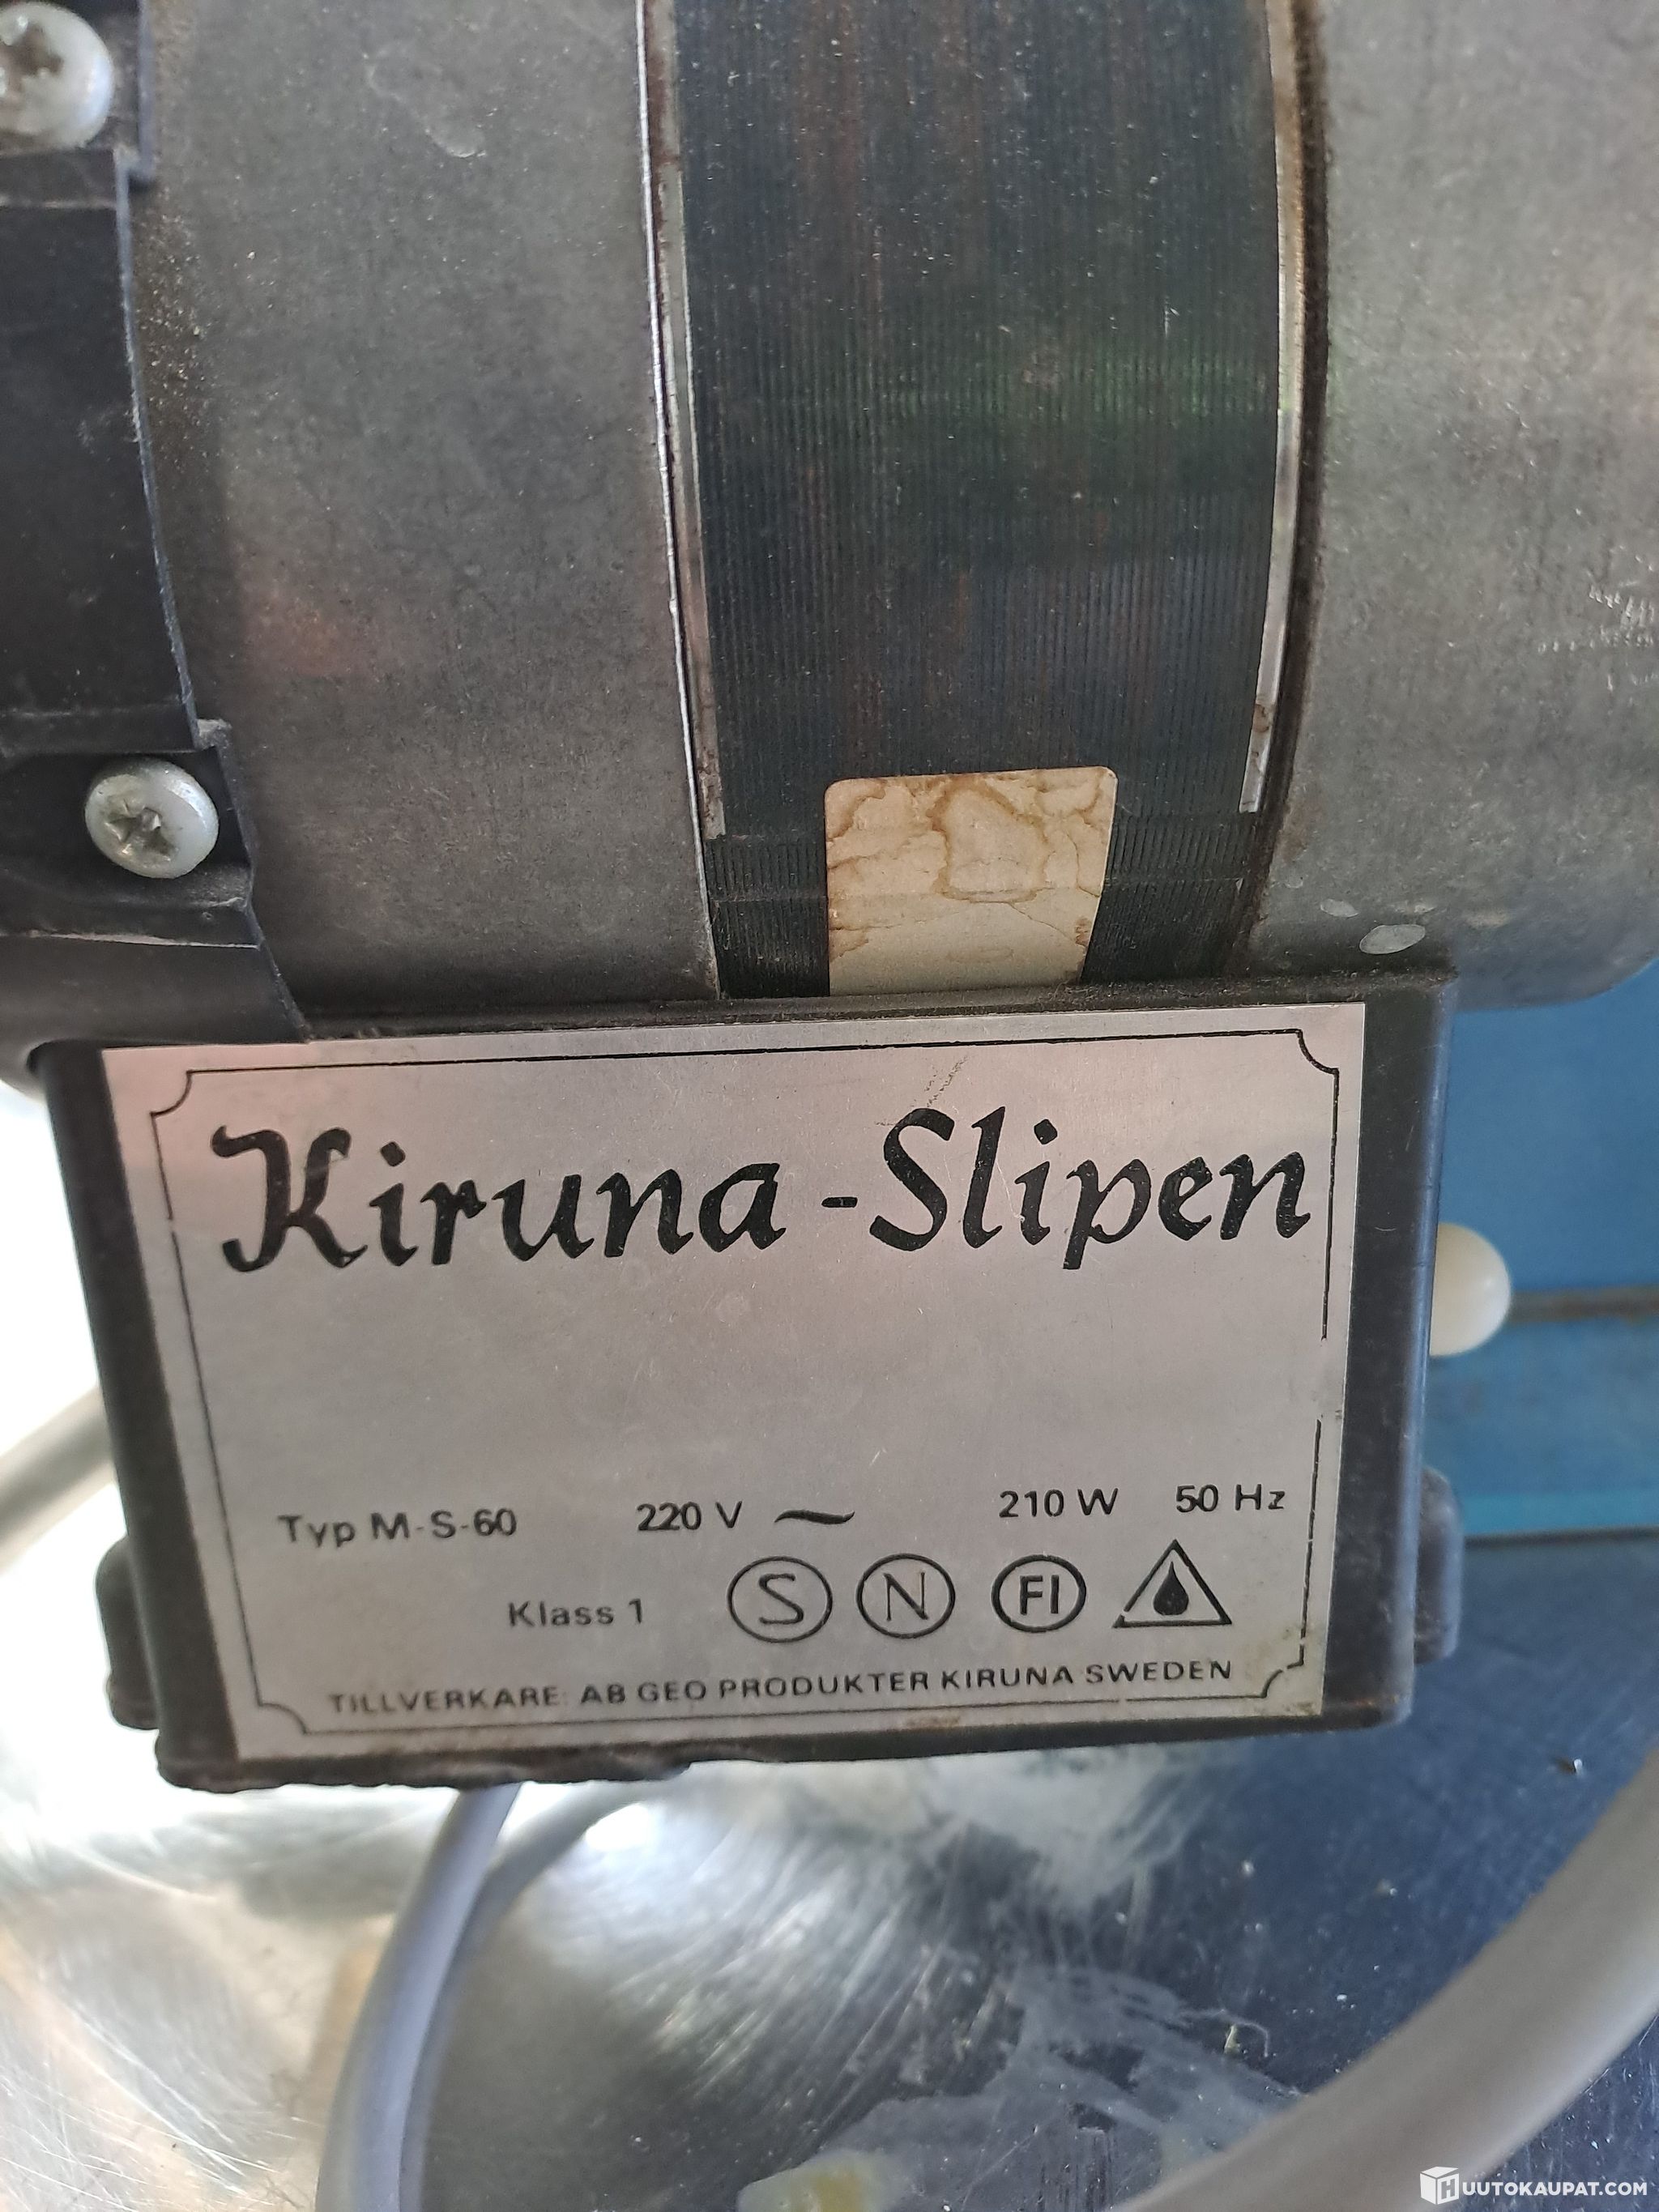 Kiruna-Slipen
Typ M-S-60 220 V ~ 210 W 50 Hz
Klass 1 S N FI
TILLVERKARE: AB GEO PRODUKTER KIRUNA SWEDEN
HUUTOKAUPAT.COM